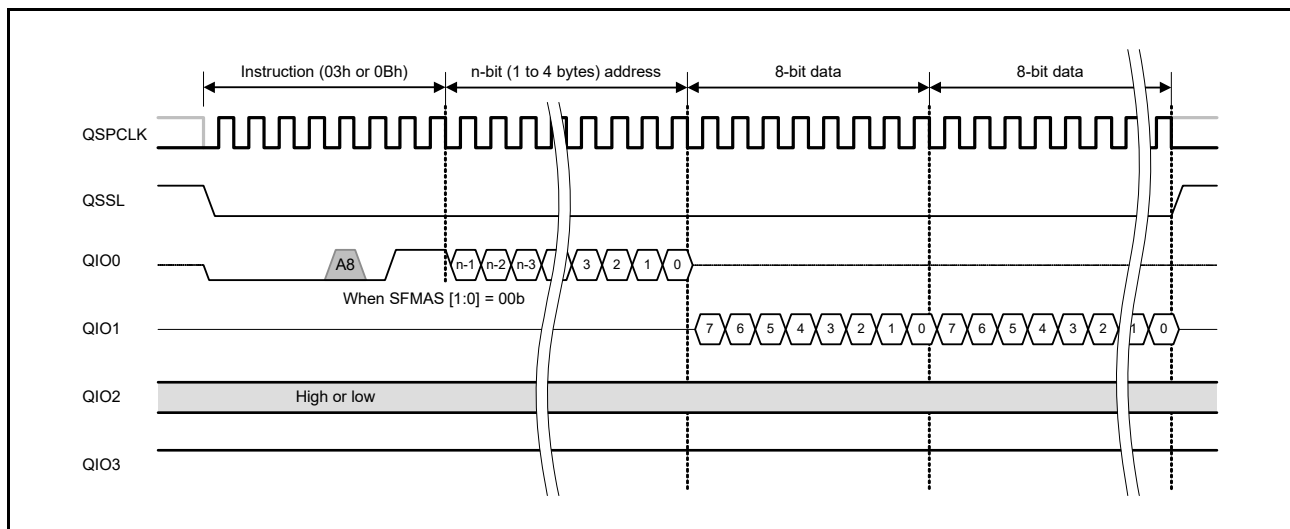 Instruction (03h or 0Bh) n-bit (1 to 4 bytes) address 8-bit data 8-bit data
QSPCLK
QSSL
QIO0 A8 n-1 n-2 n-3 3 2 1 0
When SFMAS [1:0] = 00b
QIO1 7 6 5 4 3 2 1 0 7 6 5 4 3 2 1 0
QIO2 High or low
QIO3